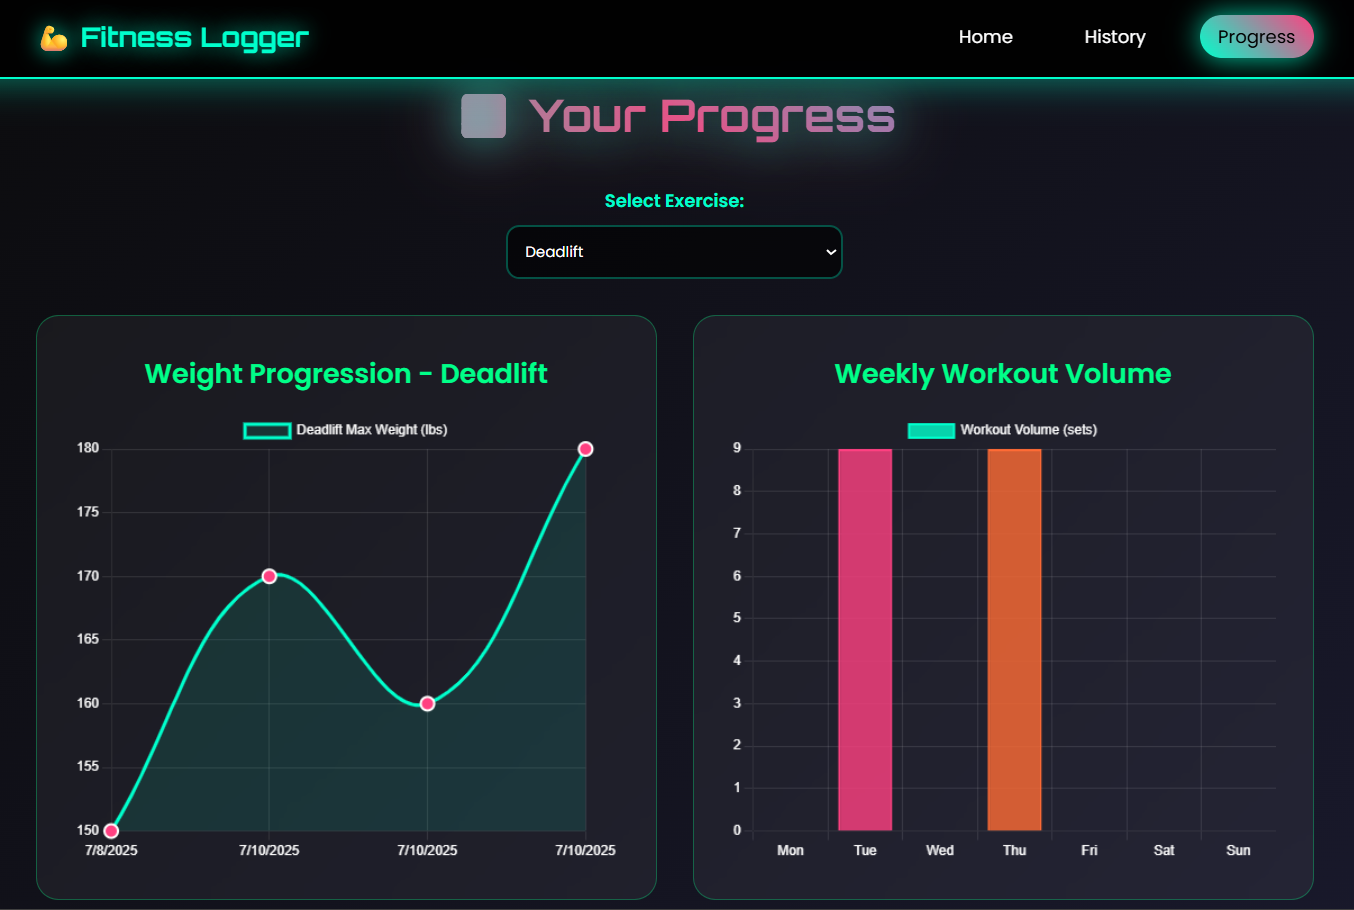 💪 Fitness Logger
Home
History
Progress
Your Progress
Select Exercise:
Deadlift
Weight Progression - Deadlift
Deadlift Max Weight (lbs)
180
175
170
165
160
155
150
7/8/2025
7/10/2025
7/10/2025
7/10/2025
Weekly Workout Volume
Workout Volume (sets)
9
8
7
6
5
4
3
2
1
0
Mon
Tue
Wed
Thu
Fri
Sat
Sun